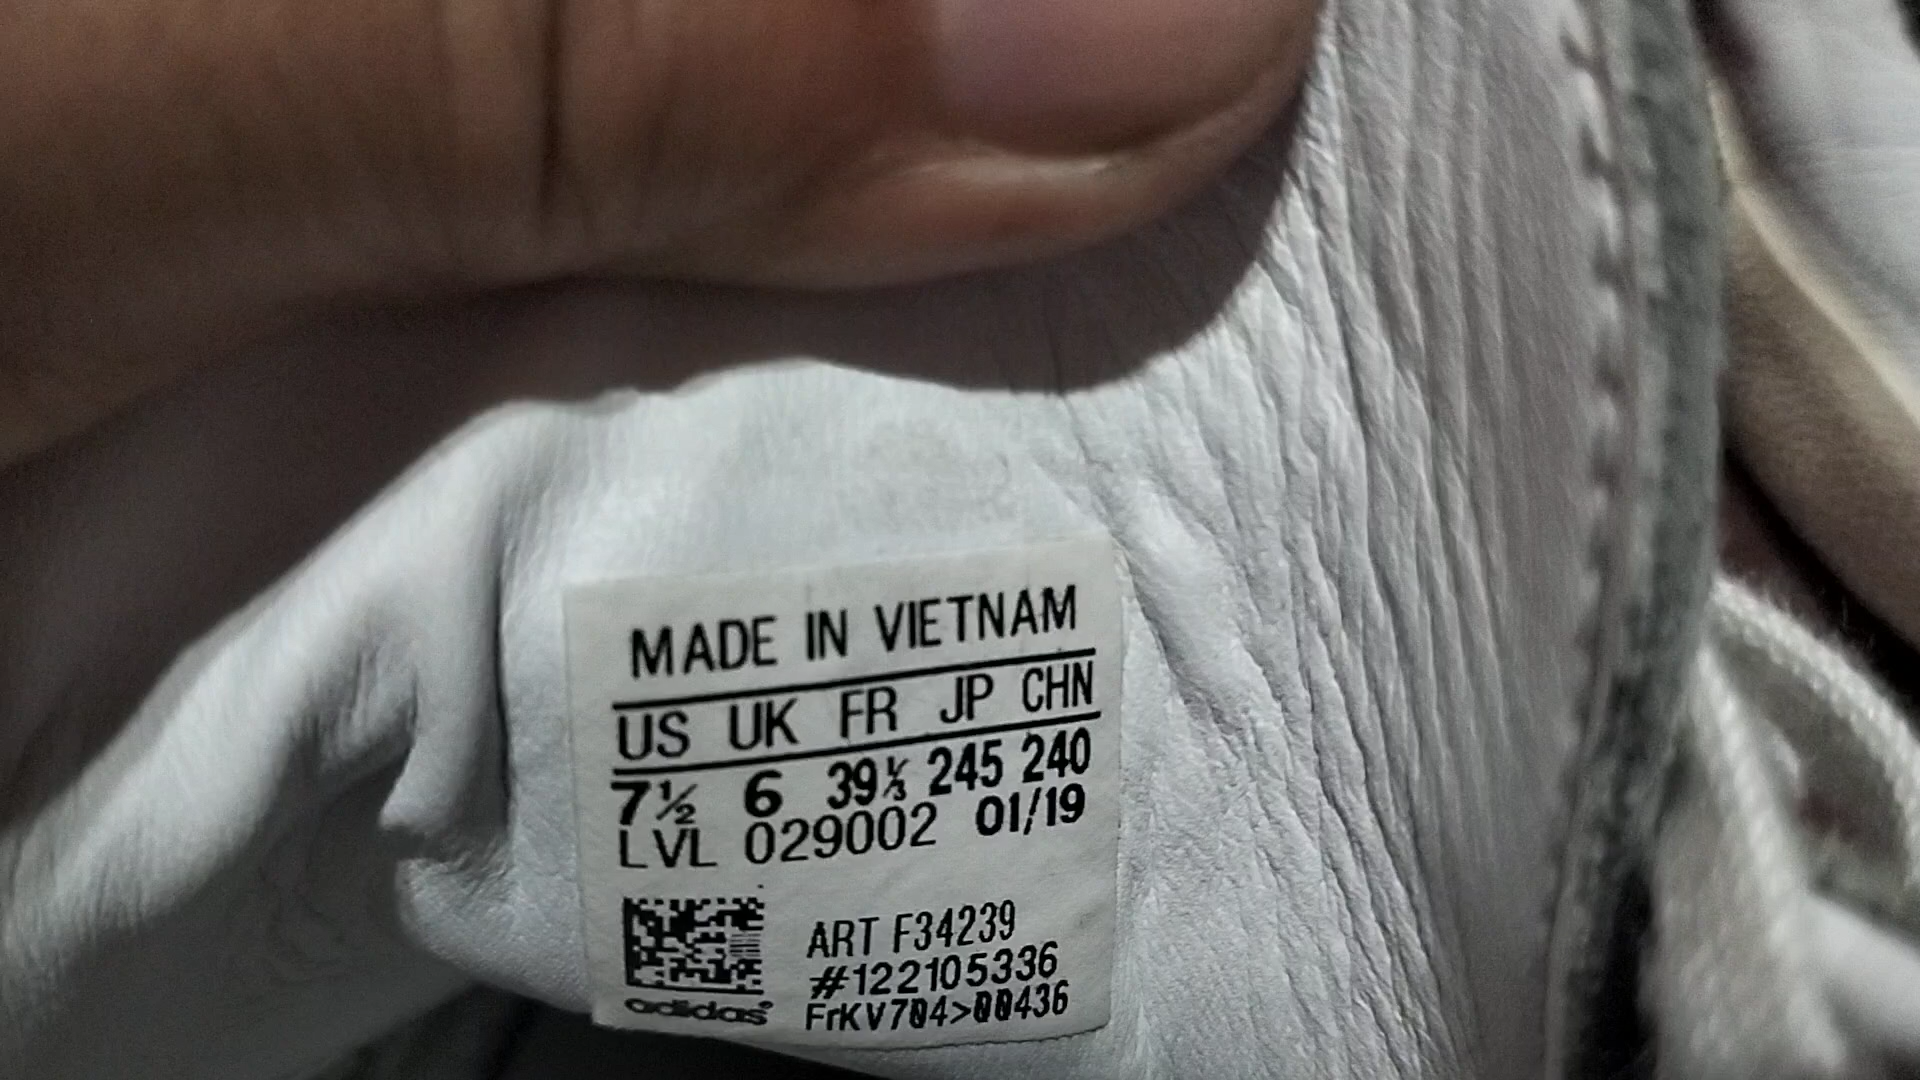 MADE IN VIETNAM
US UK FR JP CHN
7½ 6 39⅓ 245 240
LVL 029002 01/19
ART F34239
#122105336
FrKV704>00436
adidas